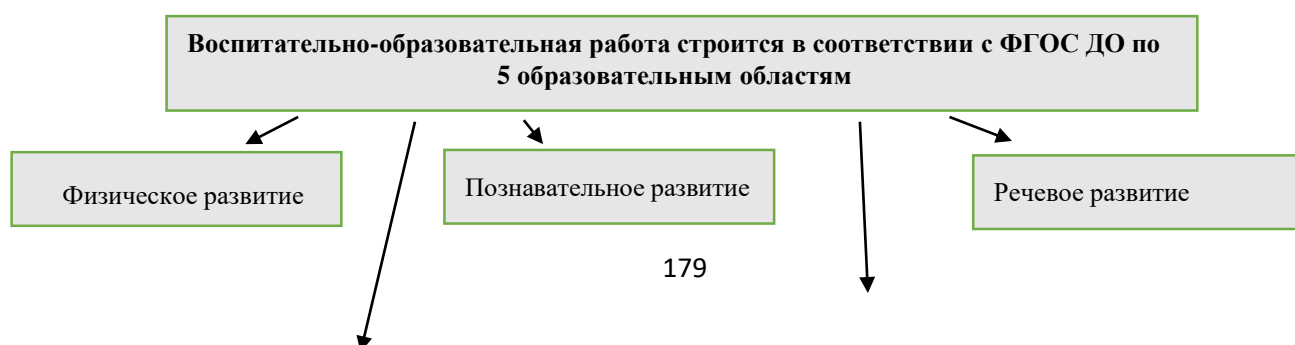 Воспитательно-образовательная работа строится в соответствии с ФГОС ДО по
5 образовательным областям
Физическое развитие
Познавательное развитие
Речевое развитие
179